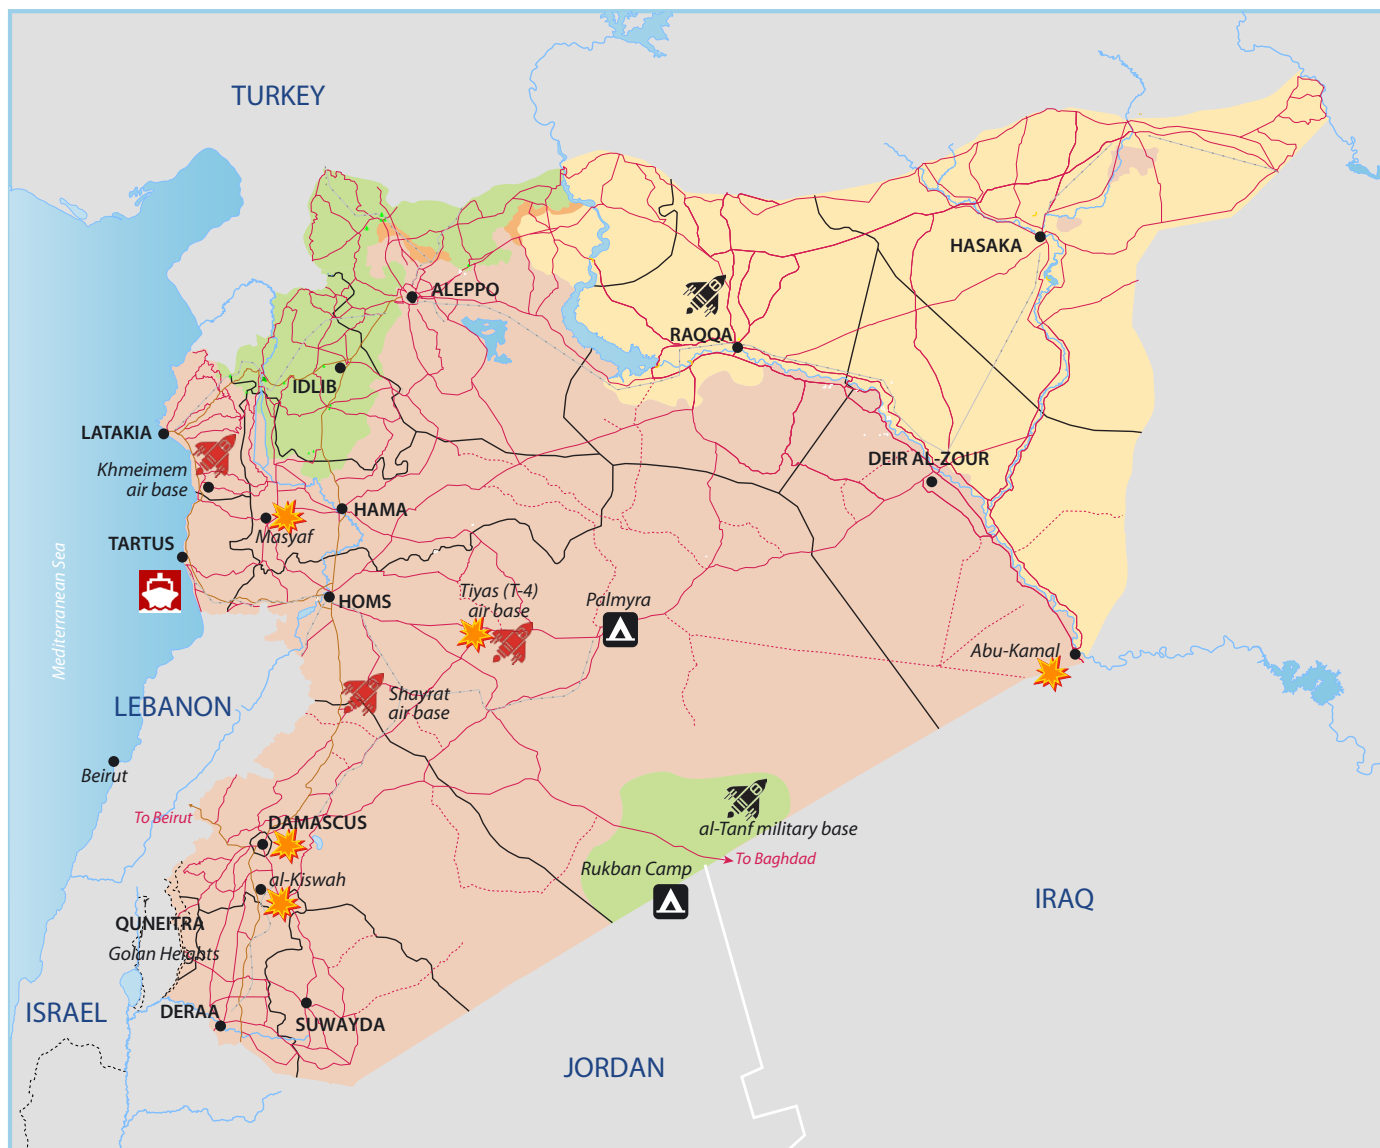 TURKEY
HASAKA
ALEPPO
RAQQA
IDLIB
LATAKIA
Khmeimem
air base
DEIR AL-ZOUR
HAMA
Masyaf
TARTUS
Mediterranean Sea
Tiyas (T-4)
air base
Palmyra
HOMS
Abu-Kamal
Shayrat
air base
LEBANON
Beirut
To Beirut
DAMASCUS
al-Tanf military base
To Baghdad
Rukban Camp
al-Kiswah
IRAQ
QUNEITRA
Golan Heights
ISRAEL
DERAA
SUWAYDA
JORDAN